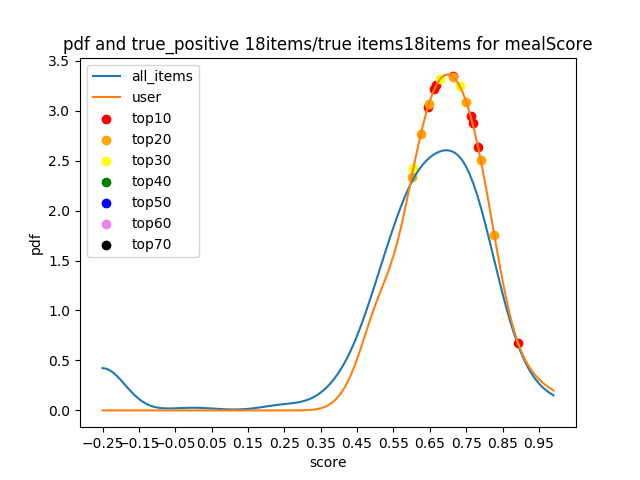 pdf and true_positive 18items/true items18items for mealScore
3.5
3.0
2.5
2.0
1.5
1.0
0.5
0.0
pdf
all_items
user
top10
top20
top30
top40
top50
top60
top70
−0.25 −0.15 −0.05 0.05 0.15 0.25 0.35 0.45 0.55 0.65 0.75 0.85 0.95
score